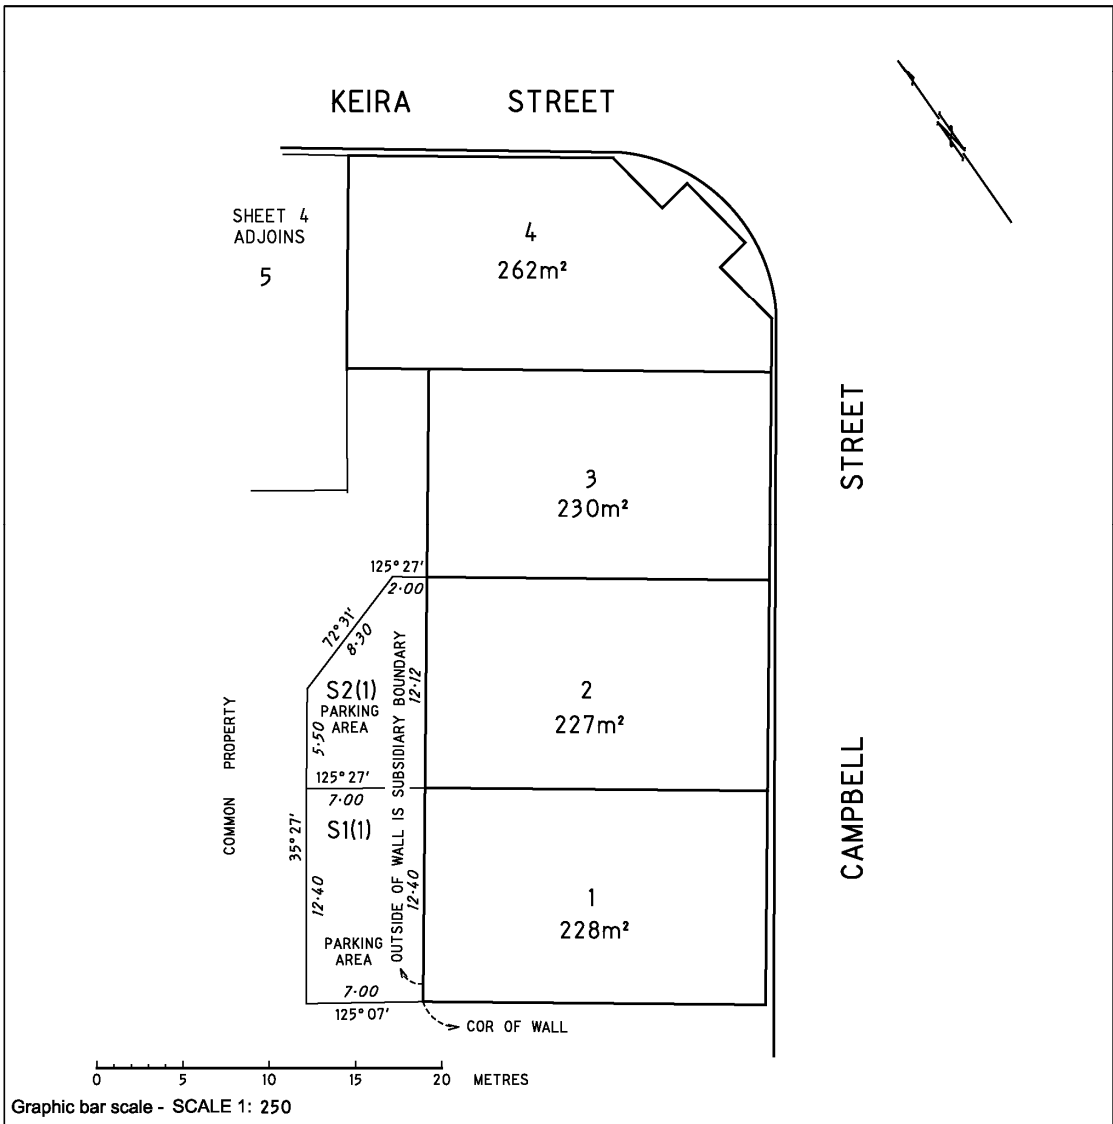 KEIRA STREET
SHEET 4
ADJOINS
5
4
262m²
STREET
3
230m²
125°27'
2·00
72°31'
8·30
S2(1)
PARKING
AREA
5·50
12·12
2
227m²
OUTSIDE OF WALL IS SUBSIDIARY BOUNDARY
COMMON PROPERTY
125°27'
7·00
S1(1)
35°27'
12·40
12·40
CAMPBELL
1
228m²
PARKING
AREA
7·00
125°07'
COR OF WALL
0 5 10 15 20 METRES
Graphic bar scale - SCALE 1: 250